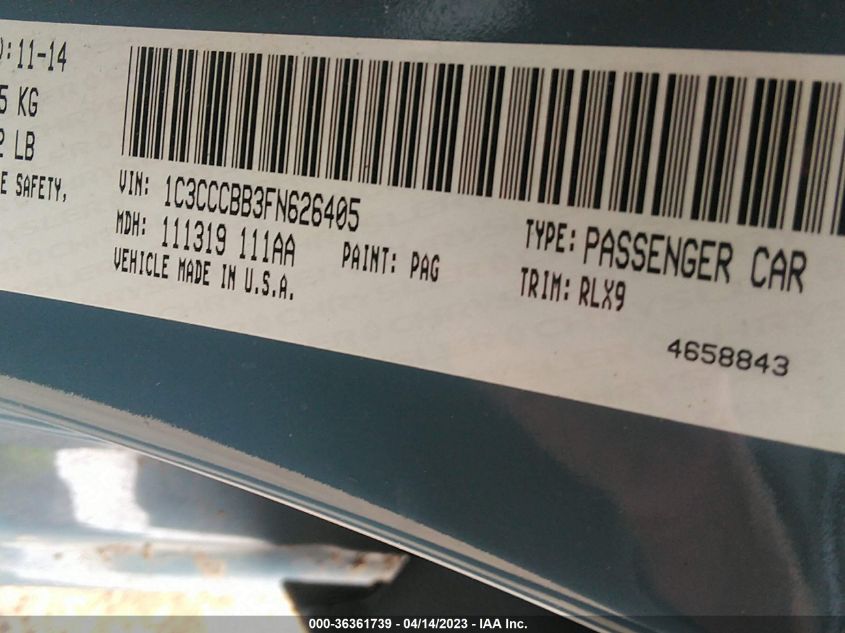 ): 11-14
5 KG
2 LB
E SAFETY,
VIN: 1C3CCCBB3FN626405
MDH: 111319 111AA
PAINT: PAG
VEHICLE MADE IN U.S.A.
TYPE: PASSENGER CAR
TRIM: RLX9
4658843
000-36361739 - 04/14/2023 - IAA Inc.